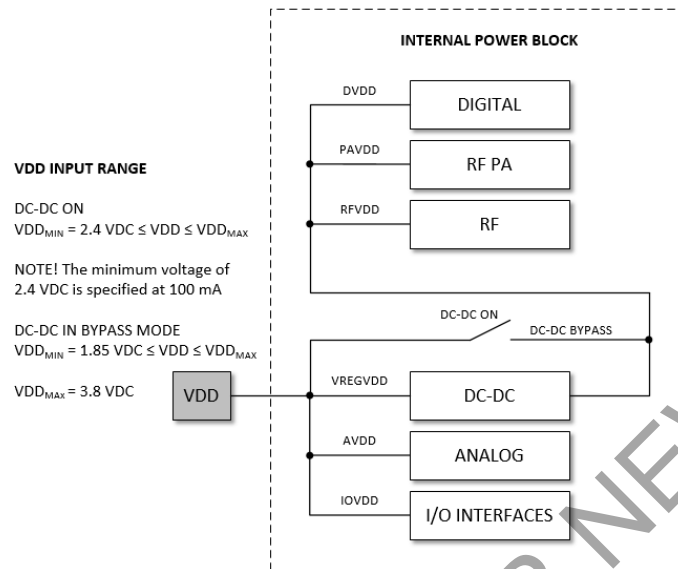 INTERNAL POWER BLOCK
DVDD
DIGITAL
PAVDD
RF PA
RFVDD
RF
VDD INPUT RANGE
DC-DC ON
VDDMIN = 2.4 VDC ≤ VDD ≤ VDDMAX
NOTE! The minimum voltage of
2.4 VDC is specified at 100 mA
DC-DC IN BYPASS MODE
VDDMIN = 1.85 VDC ≤ VDD ≤ VDDMAX
VDDMAX = 3.8 VDC
VDD
DC-DC ON
DC-DC BYPASS
VREGVDD
DC-DC
AVDD
ANALOG
IOVDD
I/O INTERFACES